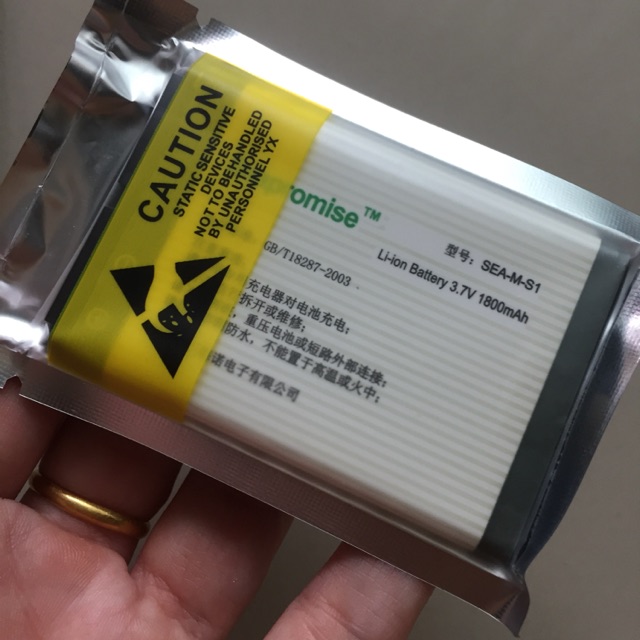 CAUTION
STATIC SENSITIVE
DEVICES
NOT TO BE HANDLED
BY UNAUTHORISED
PERSONNEL YX
promise™
型号：SEA-M-S1
Li-ion Battery 3.7V 1800mAh
GB/T18287-2003
充电器对电池充电;
拆开或维修;
重压电池或短路外部连接;
防水，不能置于高温或火中;
诺电子有限公司